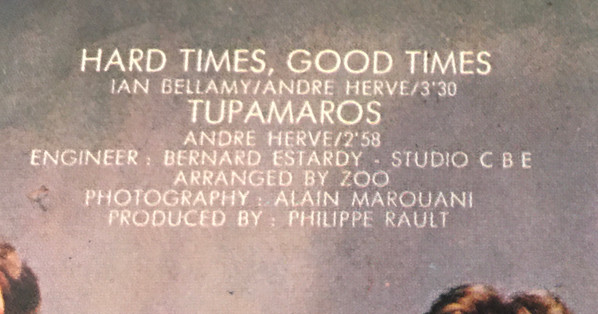 HARD TIMES, GOOD TIMES
IAN BELLAMY/ANDRE HERVE/3'30
TUPAMAROS
ANDRE HERVE/2'58
ENGINEER : BERNARD ESTARDY - STUDIO C B E
ARRANGED BY ZOO
PHOTOGRAPHY : ALAIN MAROUANI
PRODUCED BY : PHILIPPE RAULT